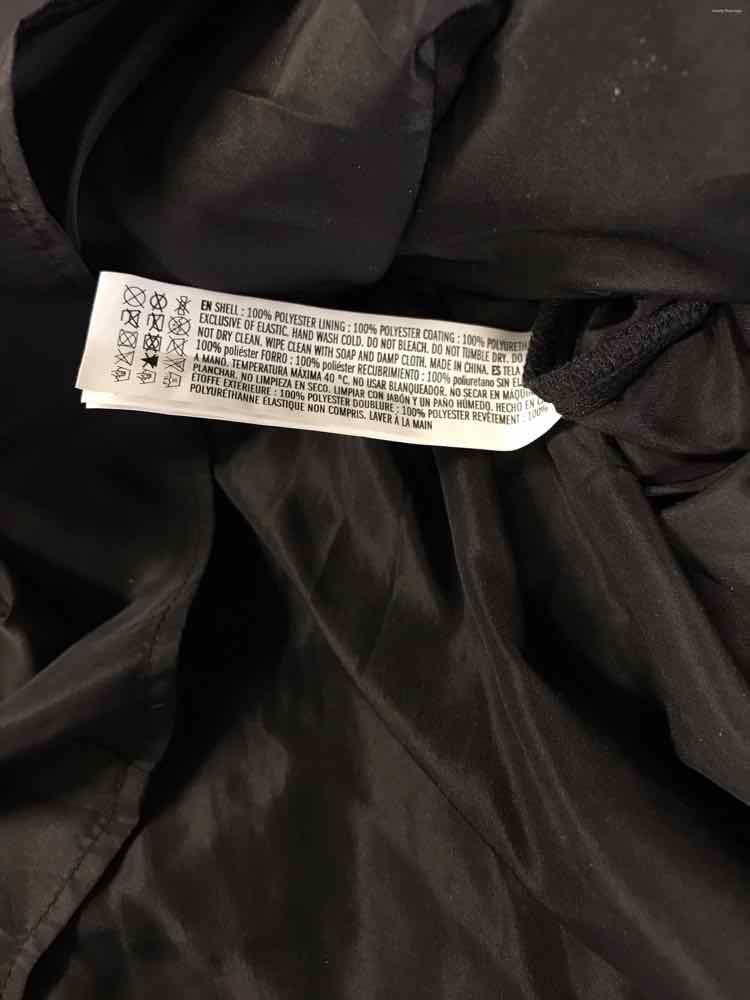 EN SHELL : 100% POLYESTER LINING : 100% POLYESTER COATING : 100% POLYURETH
EXCLUSIVE OF ELASTIC. HAND WASH COLD. DO NOT BLEACH. DO NOT TUMBLE DRY. DO
NOT DRY CLEAN. WIPE CLEAN WITH SOAP AND DAMP CLOTH. MADE IN CHINA. ES TELA
100% poliéster FORRO : 100% poliéster RECUBRIMIENTO : 100% poliuretano SIN EL
A MANO. TEMPERATURA MÁXIMA 40 °C. NO USAR BLANQUEADOR. NO SECAR EN MAQUI
PLANCHAR. NO LIMPIEZA EN SECO. LIMPIAR CON JABÓN Y UN PAÑO HÚMEDO. HECHO EN C
ÉTOFFE EXTÉRIEURE : 100% POLYESTER DOUBLURE : 100% POLYESTER REVÊTEMENT : 100%
POLYURÉTHANNE ÉLASTIQUE NON COMPRIS. LAVER À LA MAIN